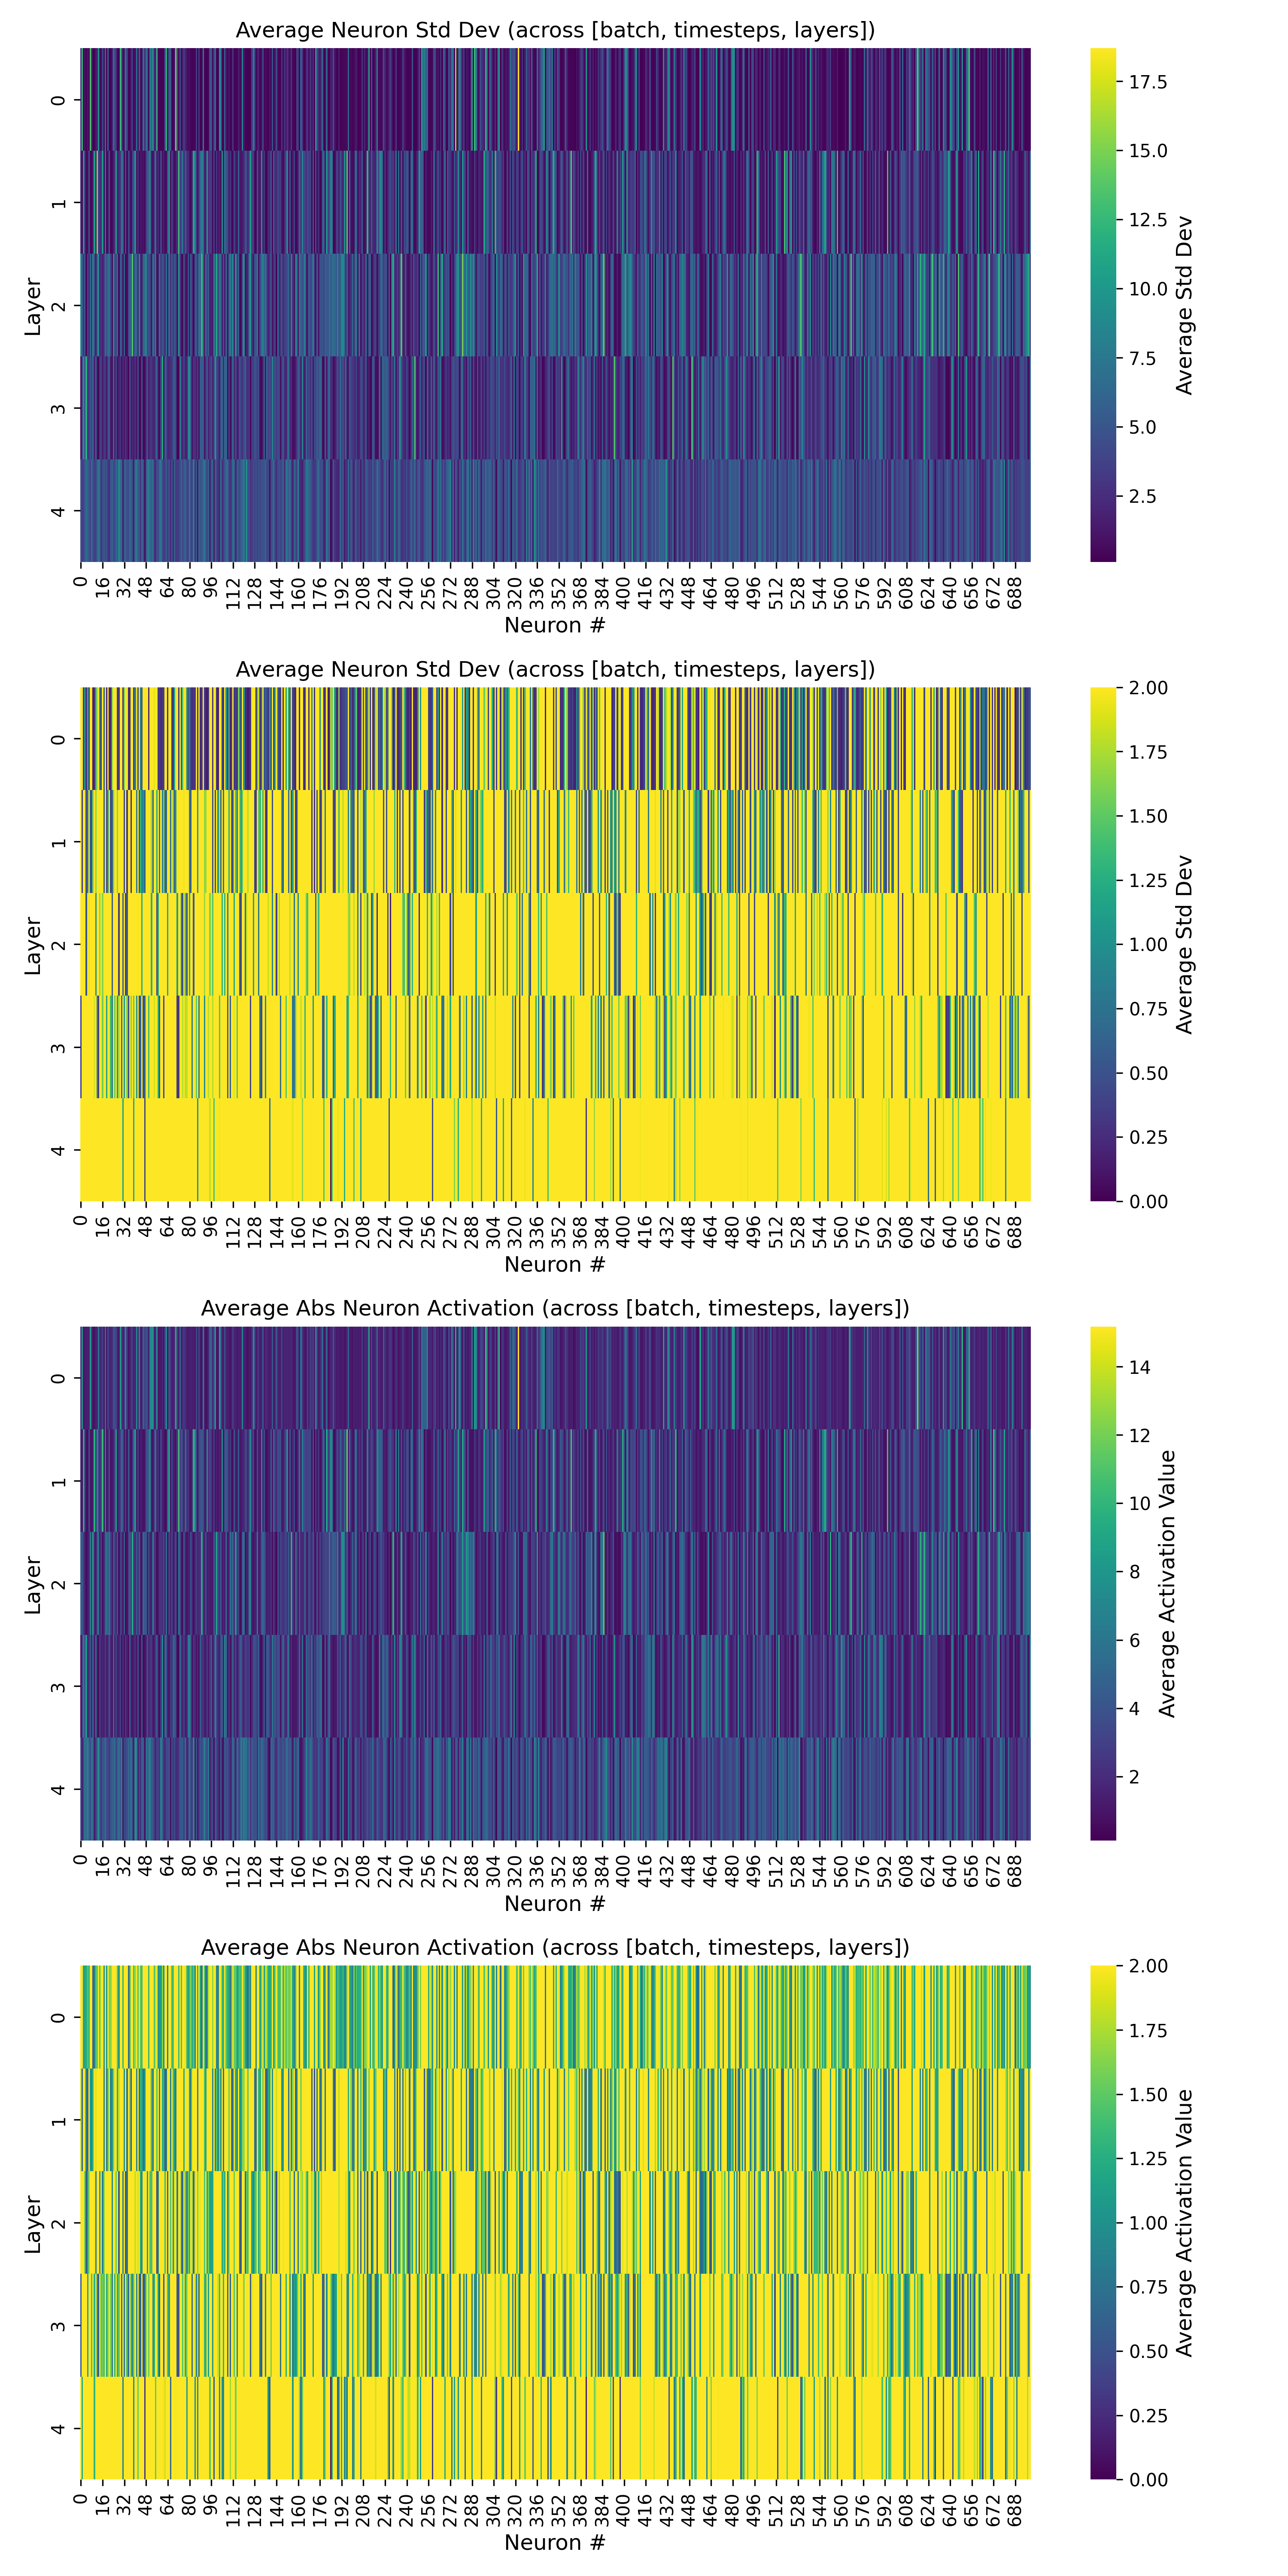 Average Neuron Std Dev (across [batch, timesteps, layers])
0
1
2
3
4
Layer
0 16 32 48 64 80 96 112 128 144 160 176 192 208 224 240 256 272 288 304 320 336 352 368 384 400 416 432 448 464 480 496 512 528 544 560 576 592 608 624 640 656 672 688
Neuron #
17.5
15.0
12.5
10.0
7.5
5.0
2.5
Average Std Dev
Average Neuron Std Dev (across [batch, timesteps, layers])
0
1
2
3
4
Layer
0 16 32 48 64 80 96 112 128 144 160 176 192 208 224 240 256 272 288 304 320 336 352 368 384 400 416 432 448 464 480 496 512 528 544 560 576 592 608 624 640 656 672 688
Neuron #
2.00
1.75
1.50
1.25
1.00
0.75
0.50
0.25
0.00
Average Std Dev
Average Abs Neuron Activation (across [batch, timesteps, layers])
0
1
2
3
4
Layer
0 16 32 48 64 80 96 112 128 144 160 176 192 208 224 240 256 272 288 304 320 336 352 368 384 400 416 432 448 464 480 496 512 528 544 560 576 592 608 624 640 656 672 688
Neuron #
14
12
10
8
6
4
2
Average Activation Value
Average Abs Neuron Activation (across [batch, timesteps, layers])
0
1
2
3
4
Layer
0 16 32 48 64 80 96 112 128 144 160 176 192 208 224 240 256 272 288 304 320 336 352 368 384 400 416 432 448 464 480 496 512 528 544 560 576 592 608 624 640 656 672 688
Neuron #
2.00
1.75
1.50
1.25
1.00
0.75
0.50
0.25
0.00
Average Activation Value